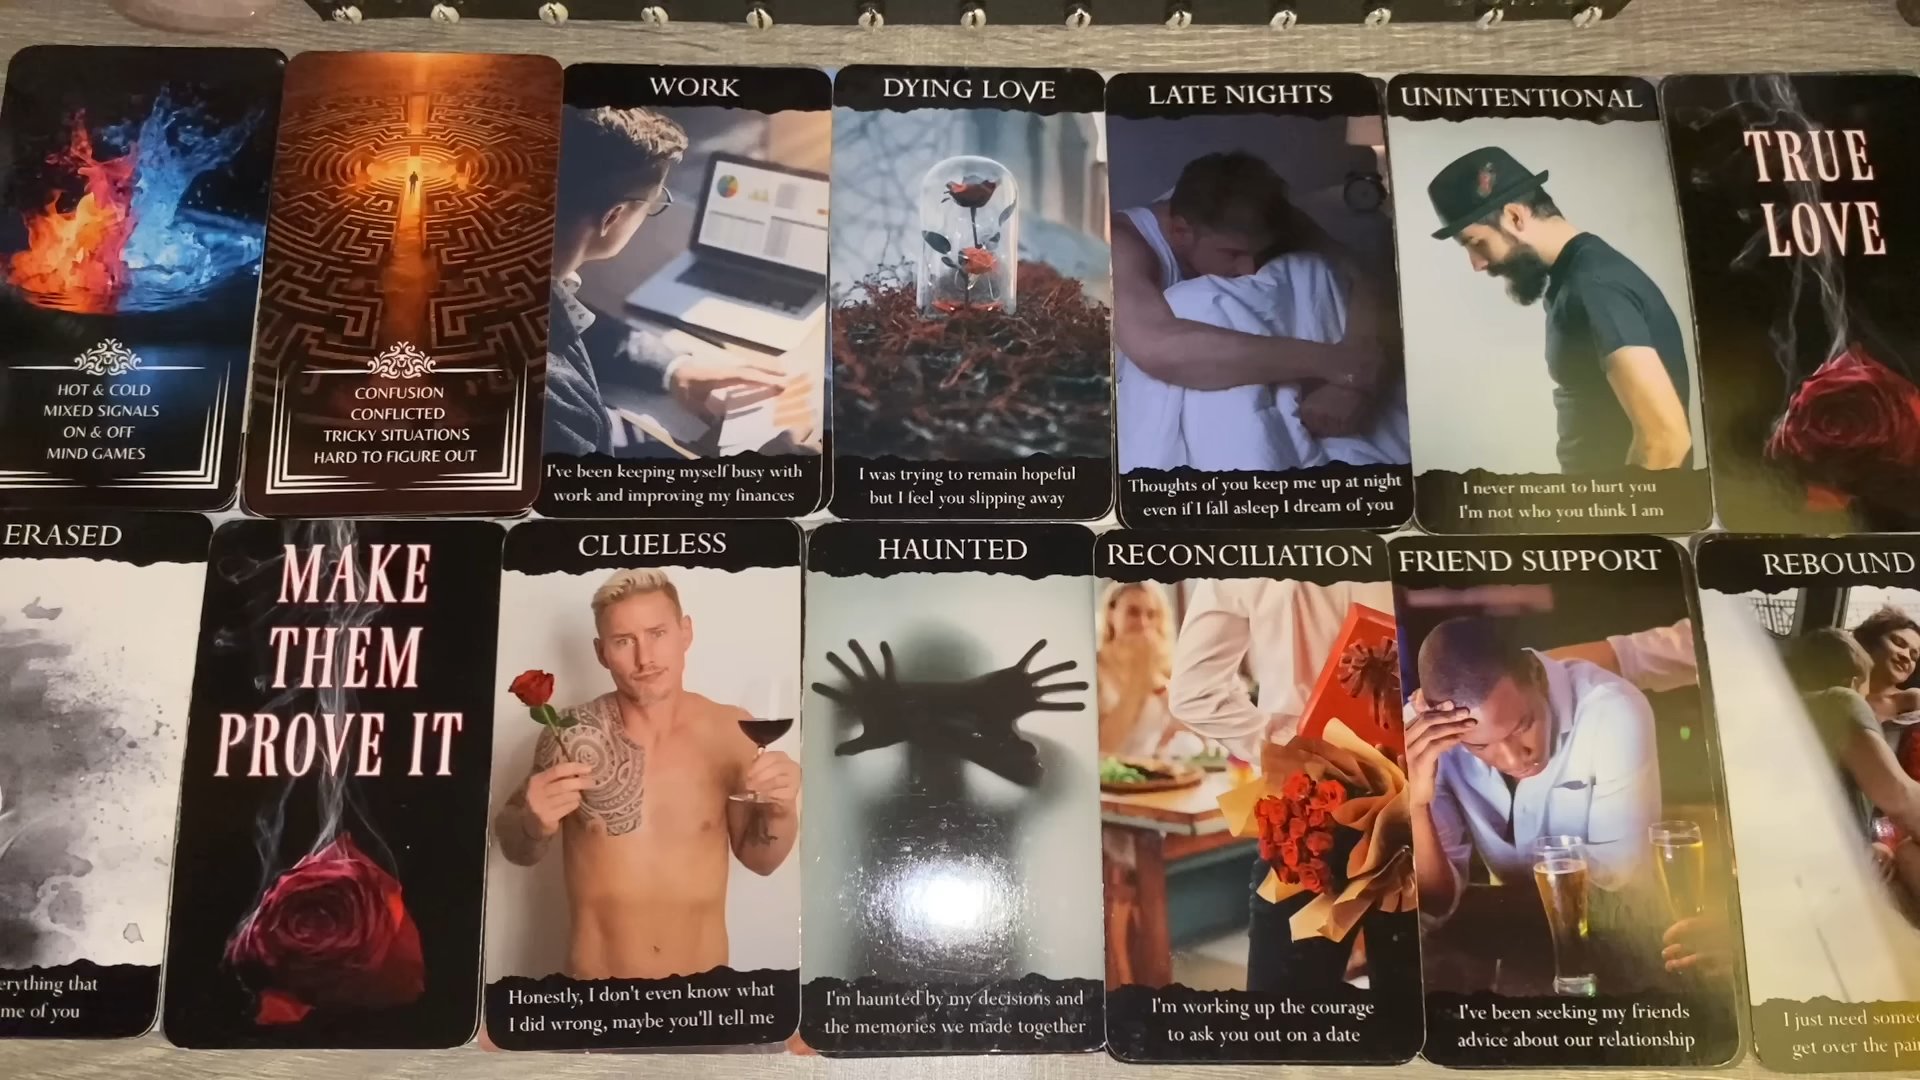 HOT & COLD
MIXED SIGNALS
ON & OFF
MIND GAMES
CONFUSION
CONFLICTED
TRICKY SITUATIONS
HARD TO FIGURE OUT
WORK
I've been keeping myself busy with
work and improving my finances
DYING LOVE
I was trying to remain hopeful
but I feel you slipping away
LATE NIGHTS
Thoughts of you keep me up at night
even if I fall asleep I dream of you
UNINTENTIONAL
I never meant to hurt you
I'm not who you think I am
TRUE
LOVE
ERASED
erything that
me of you
MAKE
THEM
PROVE IT
CLUELESS
Honestly, I don't even know what
I did wrong, maybe you'll tell me
HAUNTED
I'm haunted by my decisions and
the memories we made together
RECONCILIATION
I'm working up the courage
to ask you out on a date
FRIEND SUPPORT
I've been seeking my friends
advice about our relationship
REBOUND
I just need someo
get over the pai